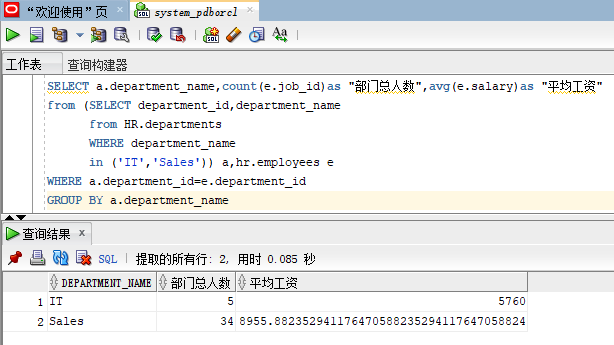 “欢迎使用”页 x system_pdborcl x
工作表 查询构建器
SELECT a.department_name,count(e.job_id)as "部门总人数",avg(e.salary)as "平均工资"
from (SELECT department_id,department_name
from HR.departments
WHERE department_name
in ('IT','Sales')) a,hr.employees e
WHERE a.department_id=e.department_id
GROUP BY a.department_name
查询结果 x
SQL | 提取的所有行: 2, 用时 0.085 秒
DEPARTMENT_NAME 部门总人数 平均工资
1 IT 5 5760
2 Sales 34 8955.88235294117647058823529411764705882​4